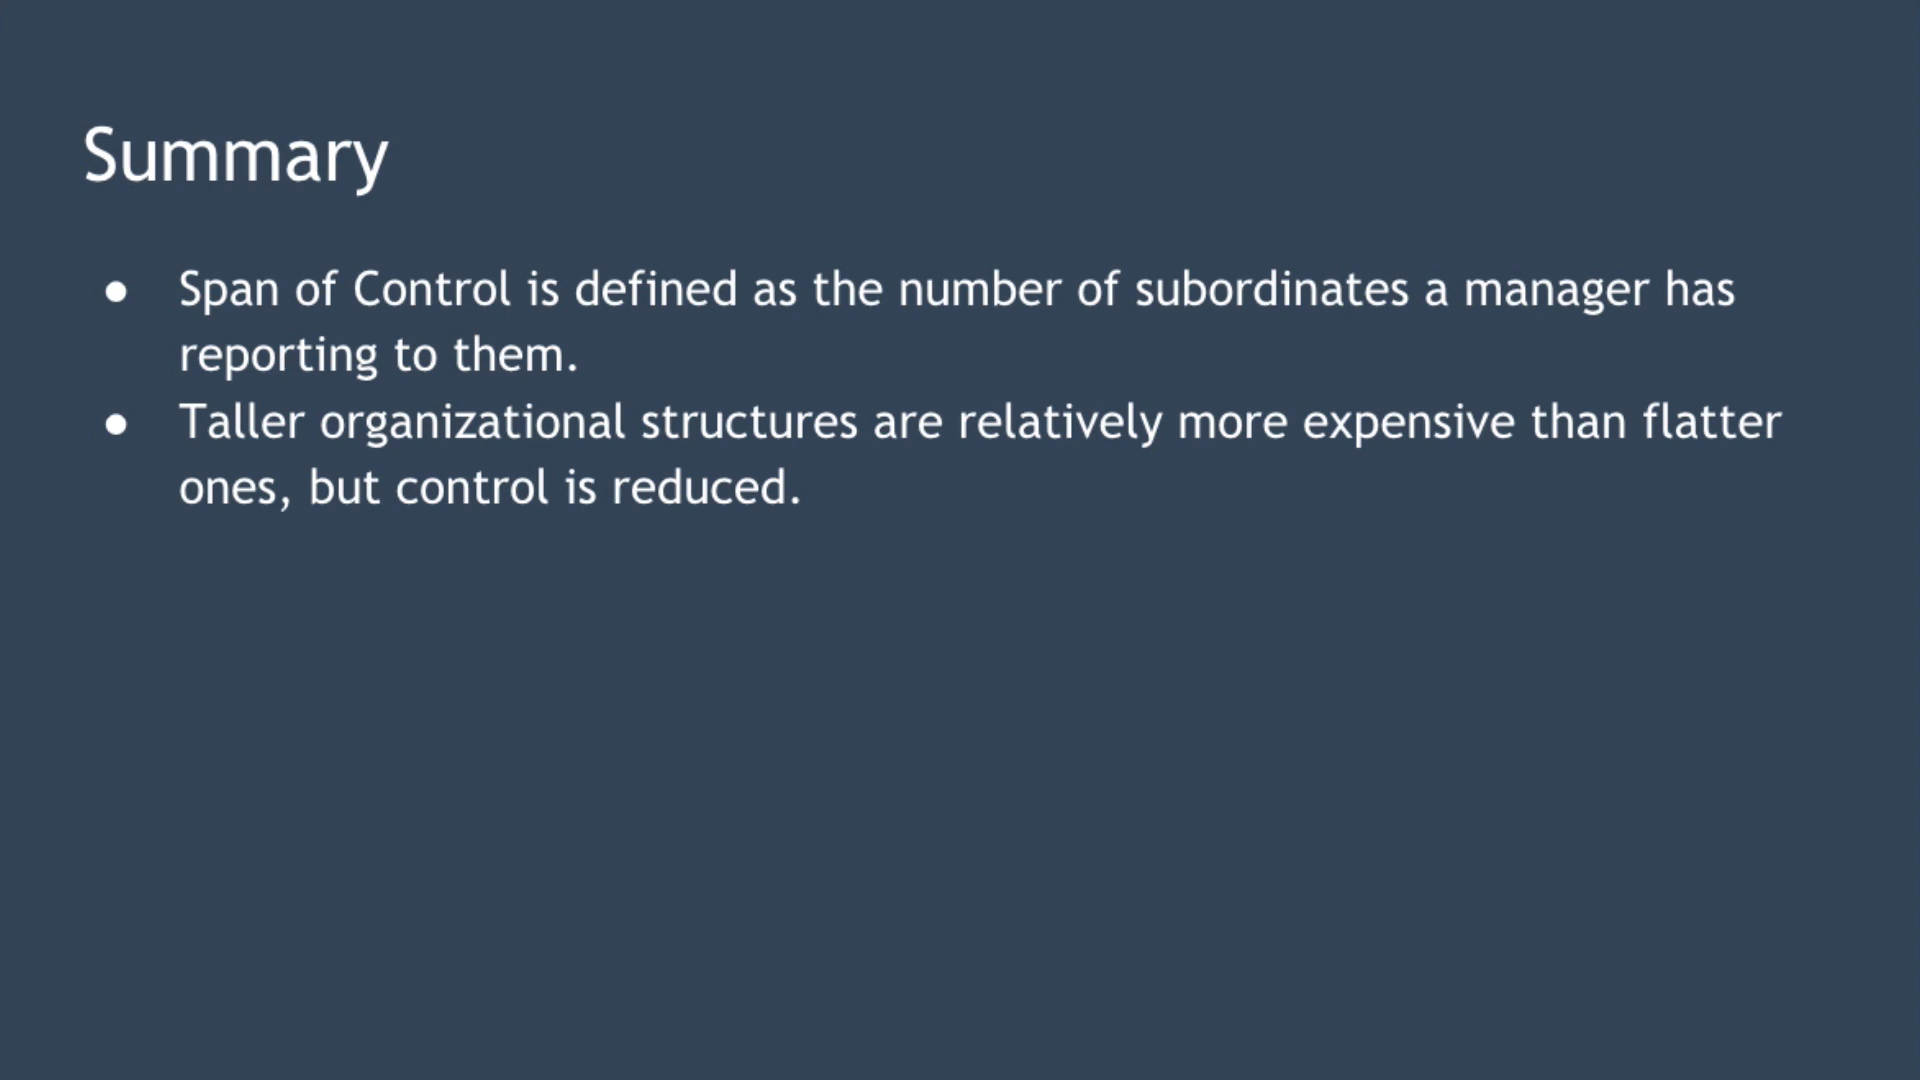 Summary
● Span of Control is defined as the number of subordinates a manager has
reporting to them.
● Taller organizational structures are relatively more expensive than flatter
ones, but control is reduced.